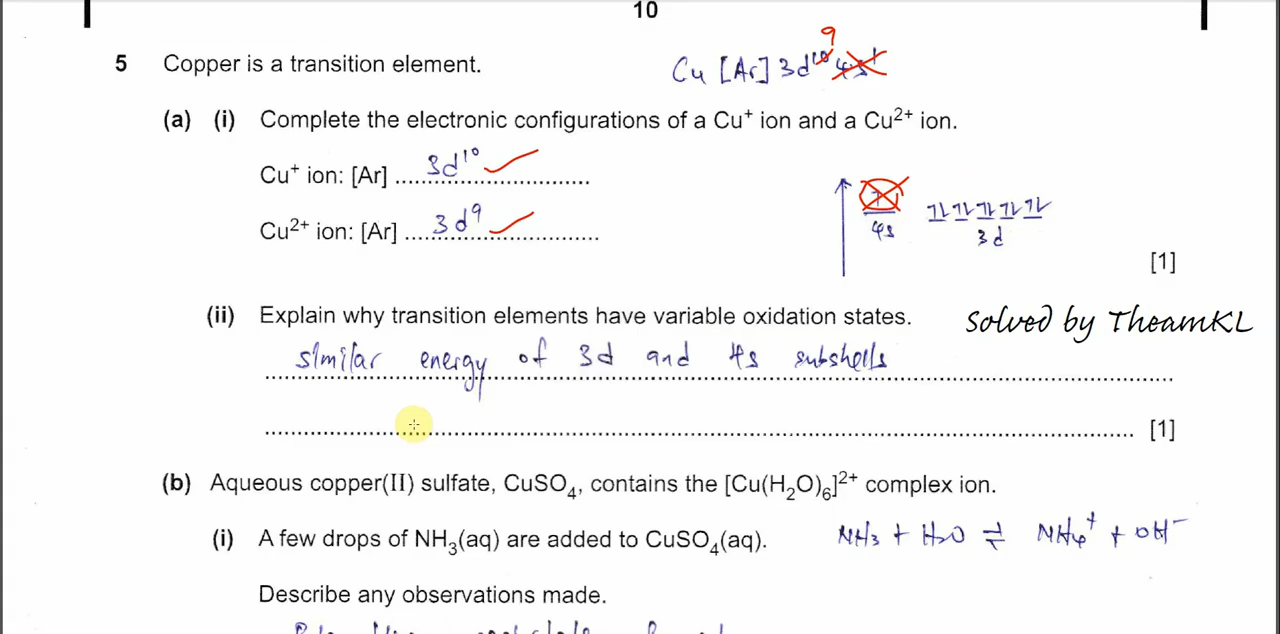 10
5 Copper is a transition element.
Cu [Ar] 3d10 9 4s1
(a) (i) Complete the electronic configurations of a Cu+ ion and a Cu2+ ion.
Cu+ ion: [Ar] .... 3d10 ....
Cu2+ ion: [Ar] .... 3d9 ....
4s 3d
[1]
(ii) Explain why transition elements have variable oxidation states.
Solved by TheamKL
similar energy of 3d and 4s subshells
[1]
(b) Aqueous copper(II) sulfate, CuSO4, contains the [Cu(H2O)6]2+ complex ion.
(i) A few drops of NH3(aq) are added to CuSO4(aq).
NH3 + H2O ⇌ NH4+ + OH−
Describe any observations made.